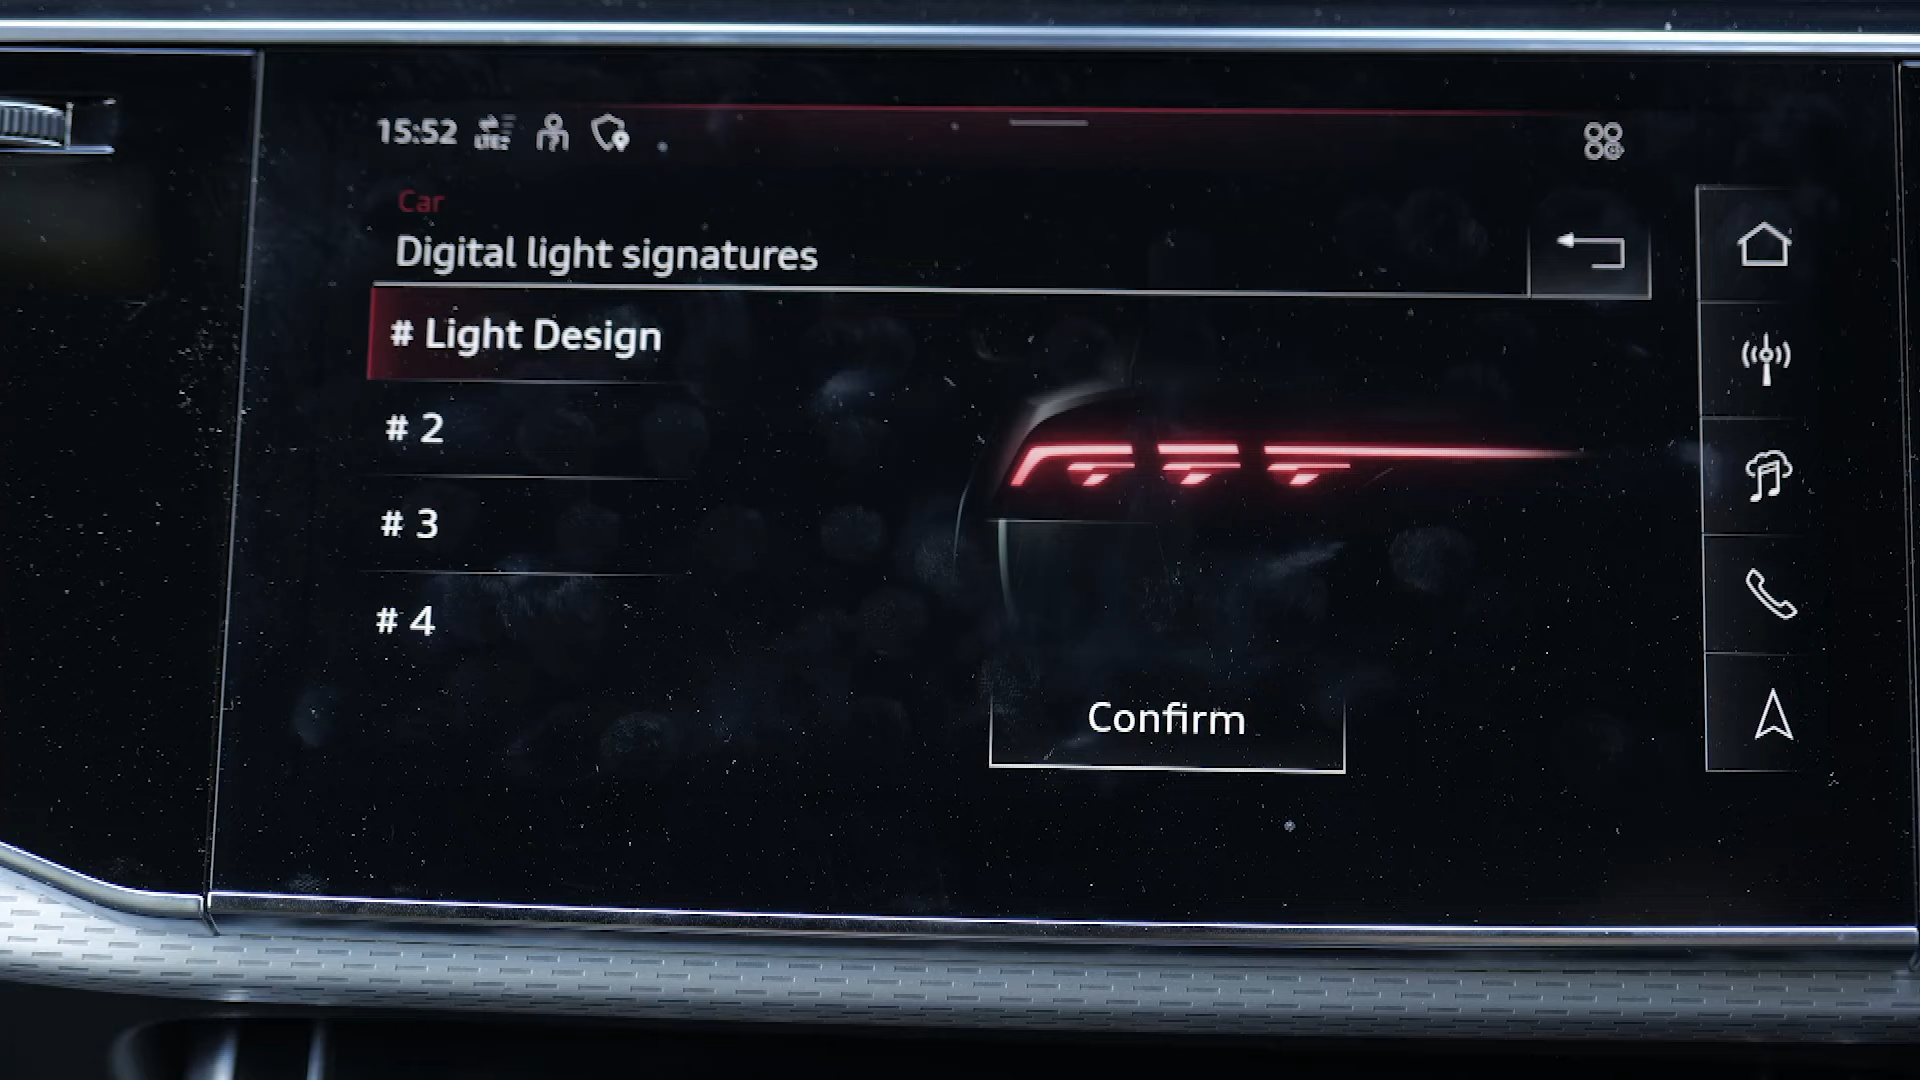 15:52
Car
Digital light signatures
# Light Design
# 2
# 3
# 4
Confirm